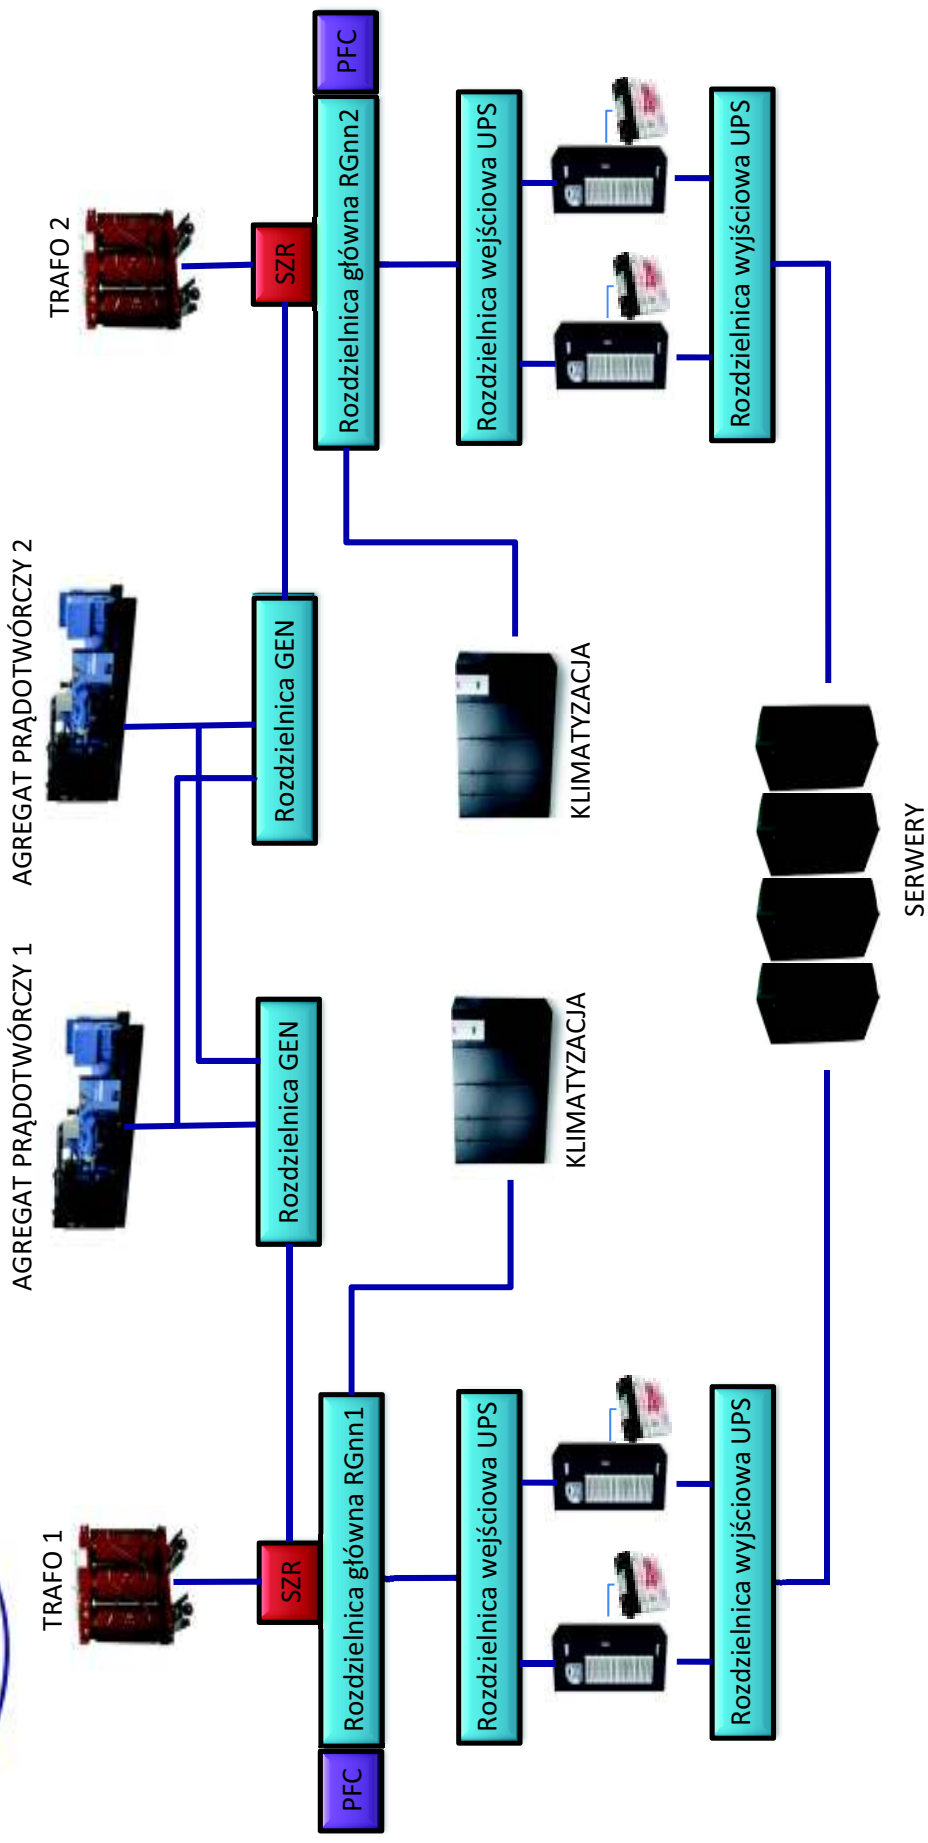 AGREGAT PRĄDOTWÓRCZY 1
AGREGAT PRĄDOTWÓRCZY 2
TRAFO 1
TRAFO 2
SZR
Rozdzielnica GEN
Rozdzielnica GEN
SZR
PFC
Rozdzielnica główna RGnn1
Rozdzielnica główna RGnn2
PFC
Rozdzielnica wejściowa UPS
KLIMATYZACJA
KLIMATYZACJA
Rozdzielnica wejściowa UPS
Rozdzielnica wyjściowa UPS
Rozdzielnica wyjściowa UPS
SERWERY